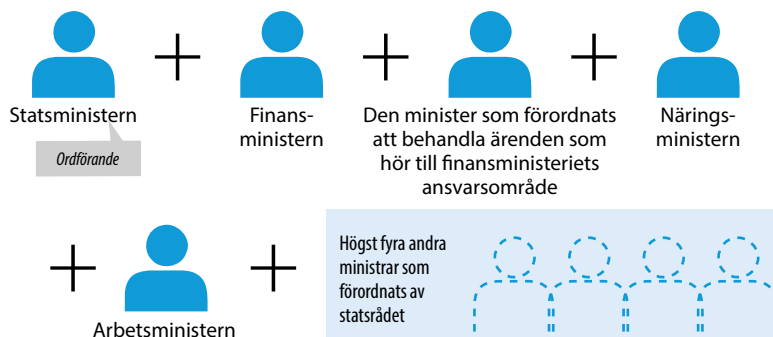 Statsministern
Ordförande
Finans-
ministern
Den minister som förordnats
att behandla ärenden som
hör till finansministeriets
ansvarsområde
Närings-
ministern
Arbetsministern
Högst fyra andra
ministrar som
förordnats av
statsrådet